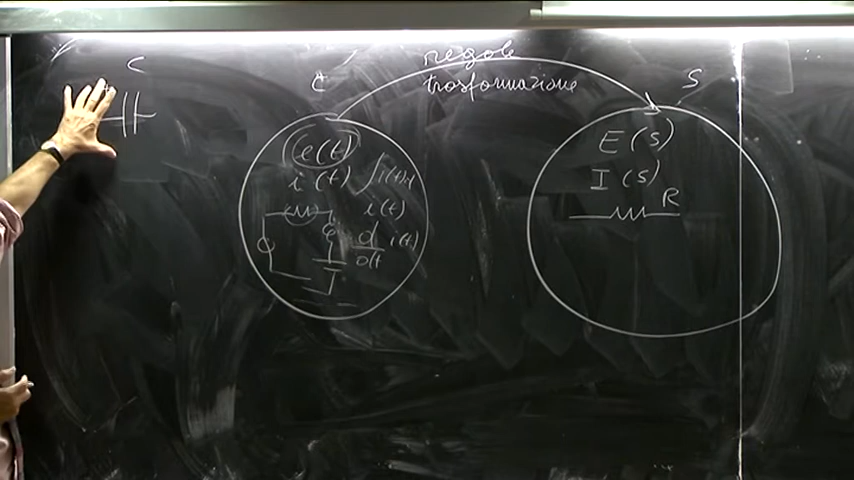 C
regole
trasformazione
t
S
e(t)
i(t) ∫i(t)dt
i(t)
d/dt i(t)
E(s)
I(s)
R